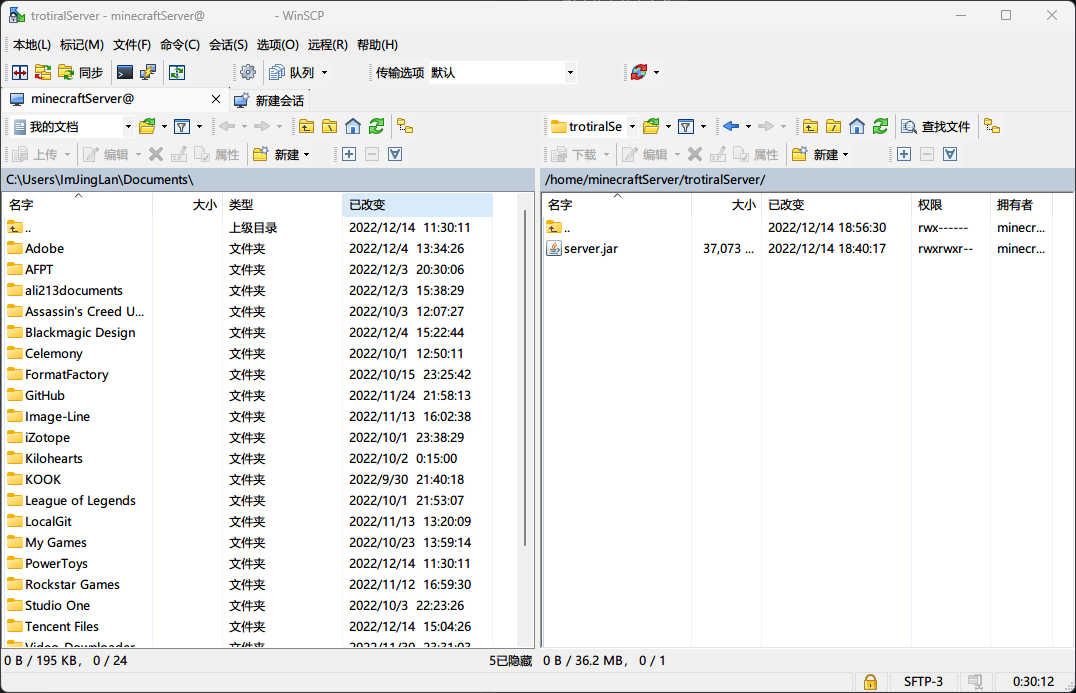 trotiralServer - minecraftServer@ - WinSCP
本地(L) 标记(M) 文件(F) 命令(C) 会话(S) 选项(O) 远程(R) 帮助(H)
同步 队列 传输选项 默认
minecraftServer@ 新建会话
我的文档 trotiralSe 查找文件
上传 编辑 属性 新建 下载 编辑 属性 新建
C:\Users\ImJingLan\Documents\ /home/minecraftServer/trotiralServer/
名字 大小 类型 已改变 名字 大小 已改变 权限 拥有者
.. 上级目录 2022/12/14 11:30:11 .. 2022/12/14 18:56:30 rwx------ minecr...
Adobe 文件夹 2022/12/4 13:34:26 server.jar 37,073 ... 2022/12/14 18:40:17 rwxrwxr-- minecr...
AFPT 文件夹 2022/12/3 20:30:06
ali213documents 文件夹 2022/12/3 15:38:29
Assassin's Creed U... 文件夹 2022/10/3 12:07:27
Blackmagic Design 文件夹 2022/12/4 15:22:44
Celemony 文件夹 2022/10/1 12:50:11
FormatFactory 文件夹 2022/10/15 23:25:42
GitHub 文件夹 2022/11/24 21:58:13
Image-Line 文件夹 2022/11/13 16:02:38
iZotope 文件夹 2022/10/1 23:38:29
Kilohearts 文件夹 2022/10/2 0:15:00
KOOK 文件夹 2022/9/30 21:40:18
League of Legends 文件夹 2022/10/1 21:53:07
LocalGit 文件夹 2022/11/13 13:20:09
My Games 文件夹 2022/10/23 13:59:14
PowerToys 文件夹 2022/12/14 11:30:11
Rockstar Games 文件夹 2022/11/12 16:59:30
Studio One 文件夹 2022/10/3 22:23:26
Tencent Files 文件夹 2022/12/14 15:04:26
Video Downloader 文件夹 2022/11/30 23:31:03
0 B / 195 KB, 0 / 24 5已隐藏 0 B / 36.2 MB, 0 / 1
SFTP-3 0:30:12